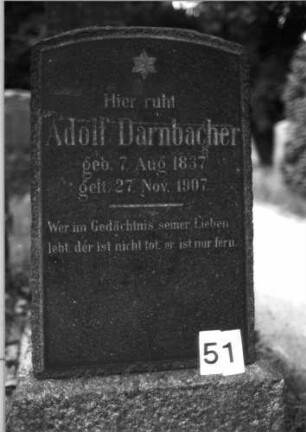 Hier ruht
Adolf Darnbacher
geb. 7. Aug 1837
geft. 27. Nov. 1907
Wer im Gedächtnis seiner Lieben
lebt, der ist nicht tot, er ist nur fern.
51